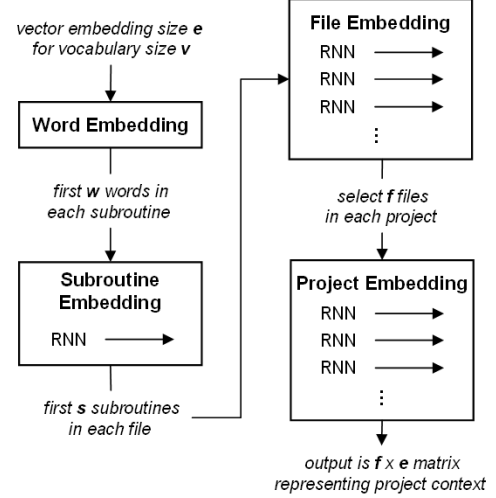 vector embedding size e
for vocabulary size v
Word Embedding
first w words in
each subroutine
Subroutine
Embedding
RNN
first s subroutines
in each file
File Embedding
RNN
RNN
RNN
⋮
select f files
in each project
Project Embedding
RNN
RNN
RNN
⋮
output is f x e matrix
representing project context